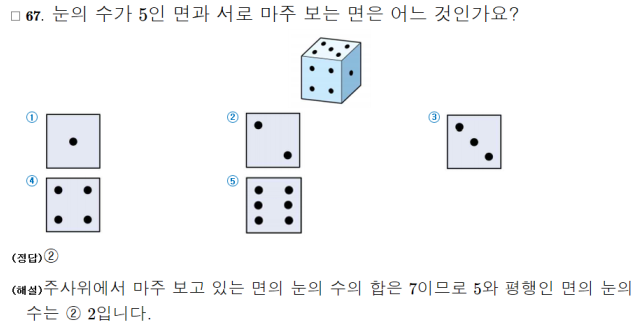 □ 67. 눈의 수가 5인 면과 서로 마주 보는 면은 어느 것인가요?
① ② ③
④ ⑤
(정답)②
(해설)주사위에서 마주 보고 있는 면의 눈의 수의 합은 7이므로 5와 평행인 면의 눈의
수는 ② 2입니다.